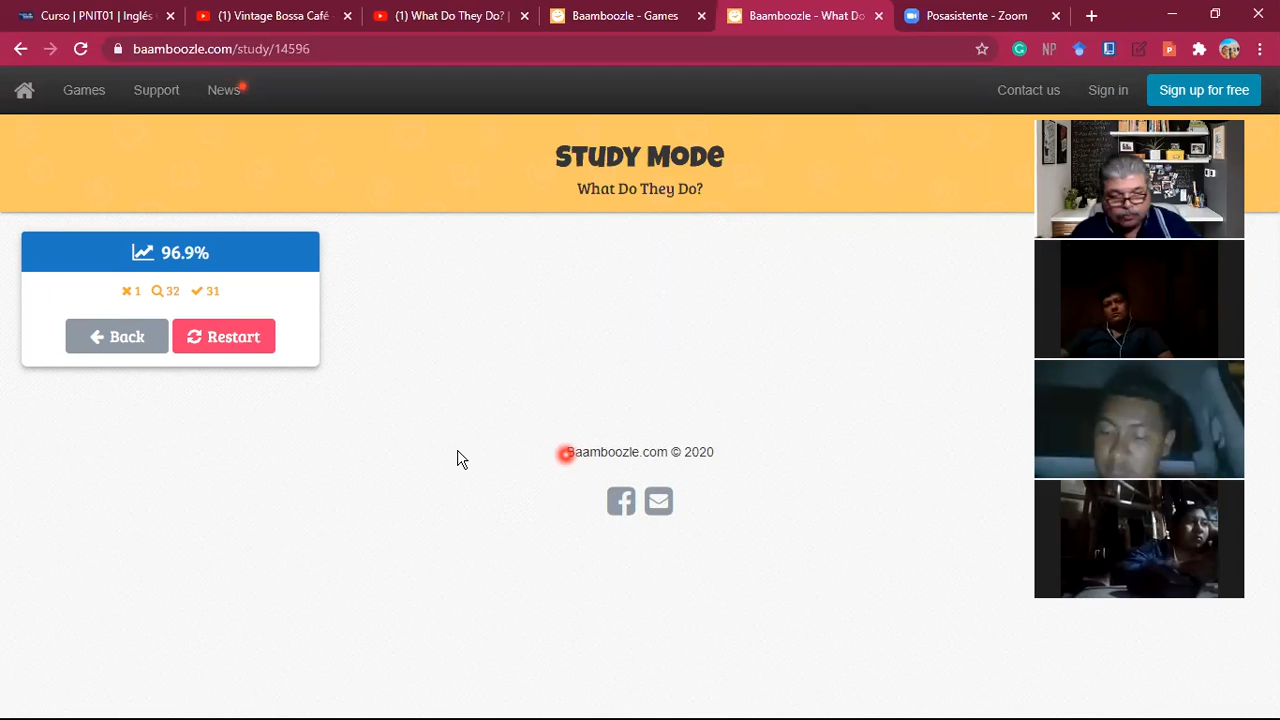 Curso | PNIT01 | Inglés
(1) Vintage Bossa Café
(1) What Do They Do?
Baamboozle - Games
Baamboozle - What Do
Posasistente - Zoom
baamboozle.com/study/14596
NP
Games
Support
News
Contact us
Sign in
Sign up for free
STUDY MODE
What Do They Do?
96.9%
1
32
31
Back
Restart
Baamboozle.com © 2020